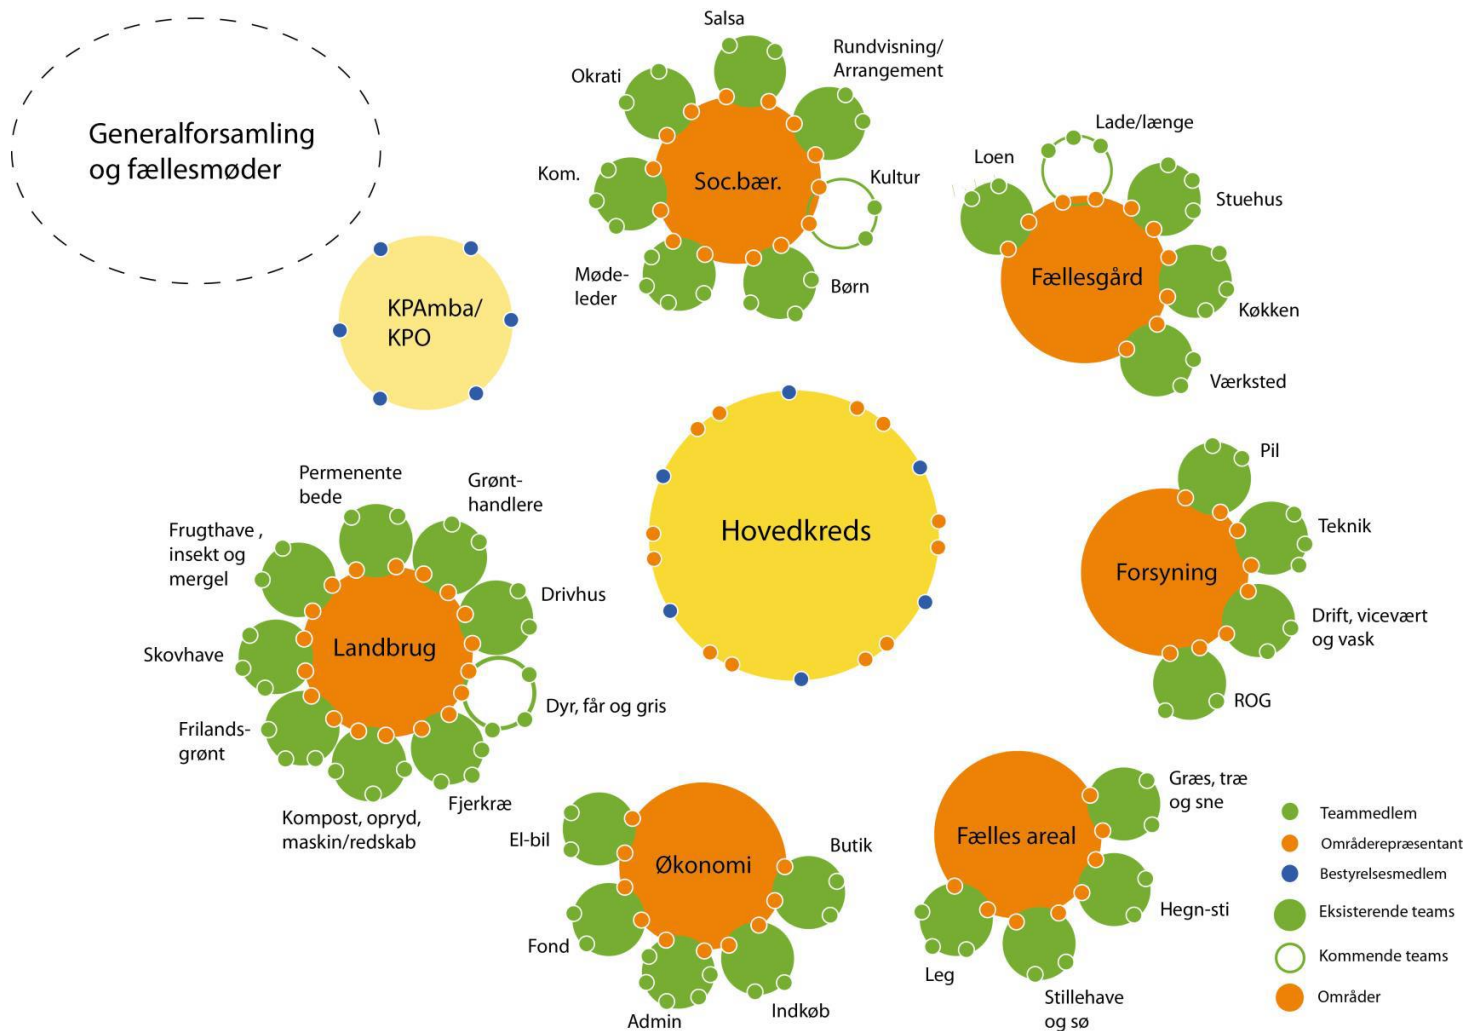 Generalforsamling
og fællesmøder
KPAmba/
KPO
Salsa
Rundvisning/
Arrangement
Okrati
Kom.
Soc.bær.
Kultur
Møde-
leder
Børn
Lade/længe
Loen
Stuehus
Fællesgård
Køkken
Værksted
Hovedkreds
Permenente
bede
Grønt-
handlere
Frugthave ,
insekt og
mergel
Drivhus
Skovhave
Landbrug
Dyr, får og gris
Frilands-
grønt
Fjerkræ
Kompost, opryd,
maskin/redskab
Pil
Teknik
Forsyning
Drift, vicevært
og vask
ROG
El-bil
Økonomi
Butik
Fond
Admin
Indkøb
Græs, træ
og sne
Fælles areal
Hegn-sti
Leg
Stillehave
og sø
Teammedlem
Områderepræsentant
Bestyrelsesmedlem
Eksisterende teams
Kommende teams
Områder